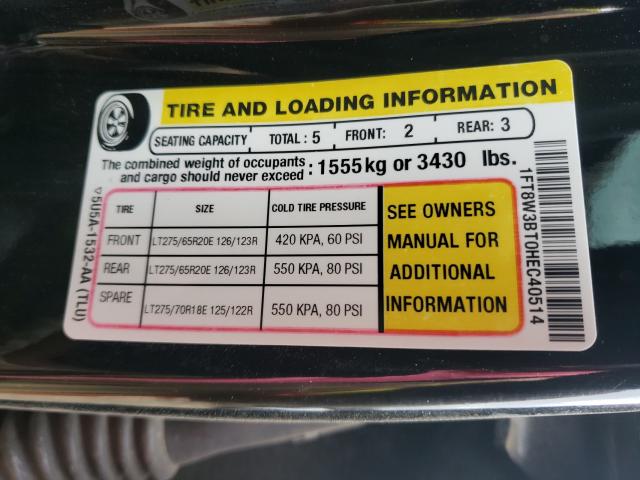 TIRE AND LOADING INFORMATION
SEATING CAPACITY TOTAL : 5 FRONT: 2 REAR: 3
The combined weight of occupants and cargo should never exceed : 1555kg or 3430 lbs.
TIRE SIZE COLD TIRE PRESSURE
FRONT LT275/65R20E 126/123R 420 KPA, 60 PSI
REAR LT275/65R20E 126/123R 550 KPA, 80 PSI
SPARE LT275/70R18E 125/122R 550 KPA, 80 PSI
SEE OWNERS
MANUAL FOR
ADDITIONAL
INFORMATION
5U5A-1532-AA (TLU)
1FT8W3BT0HEC40514